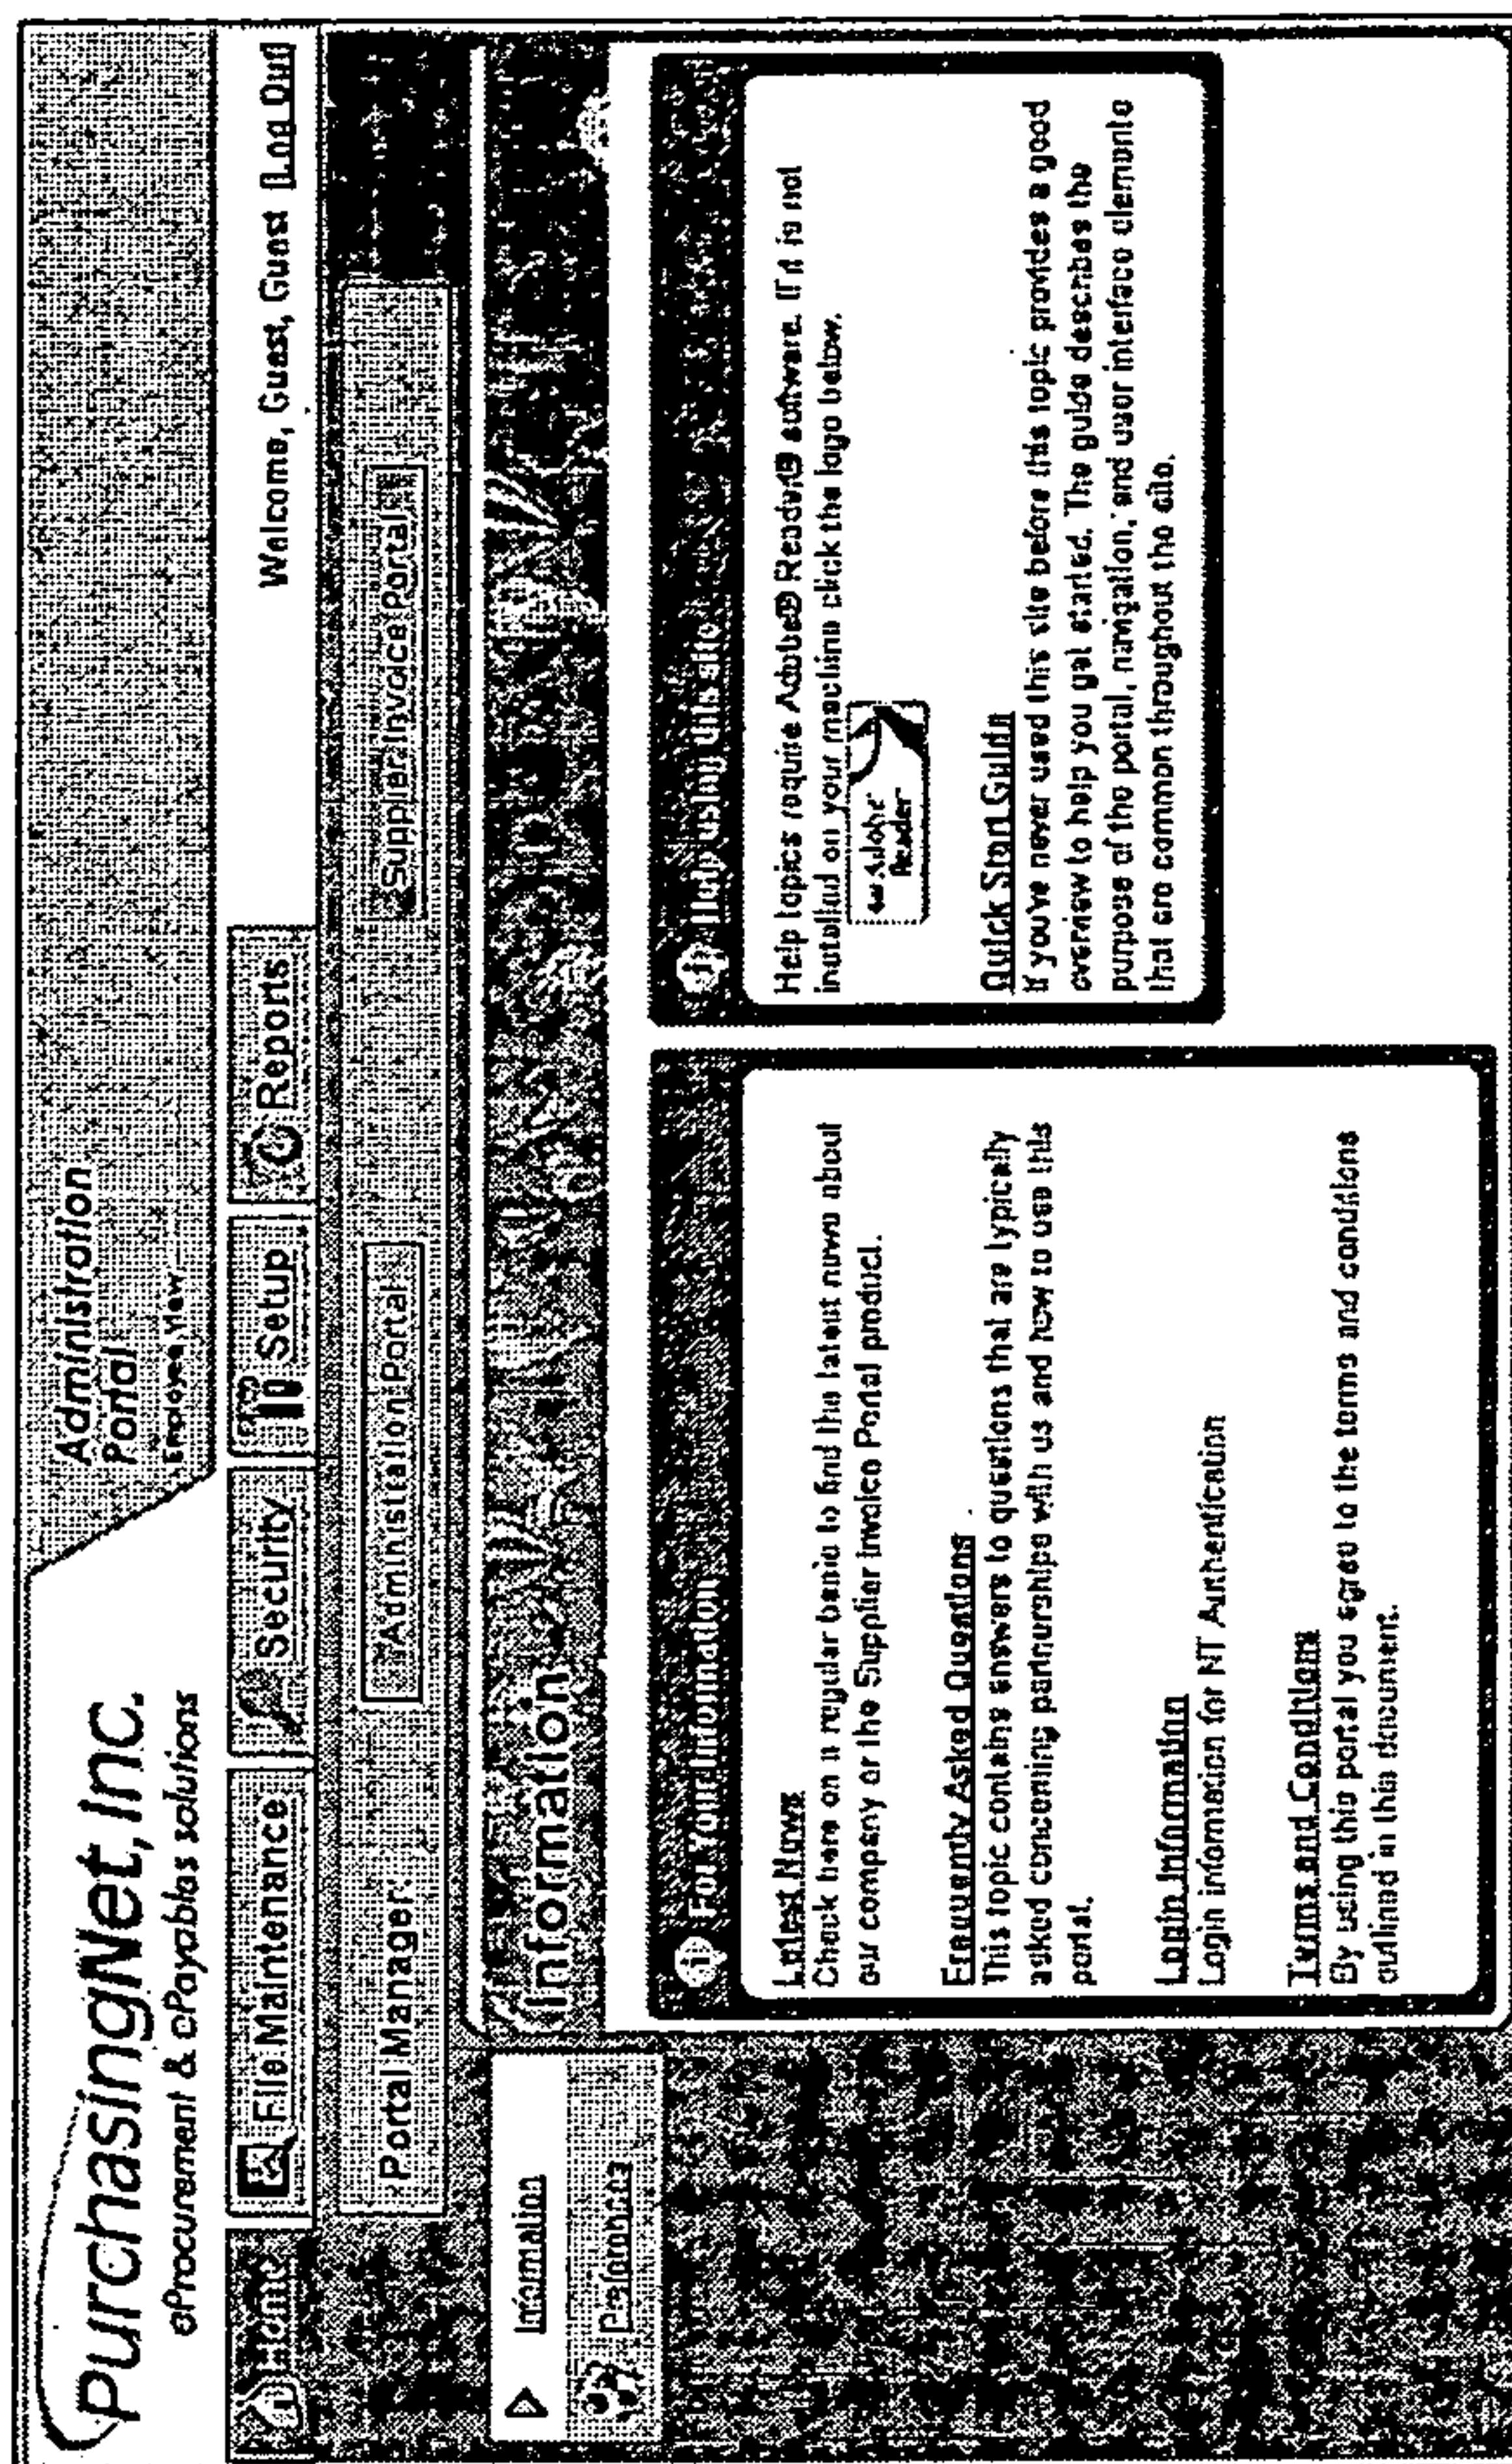 PurchasingNet, Inc.
eProcurement & ePayables solutions
Administration
Portal
Employee View
Home
File Maintenance
Security
Setup
Reports
Welcome, Guest, Guest [Log Out]
Portal Manager:
Administration Portal
Supplier Invoice Portal
Information
Preferences
Information
For Your Information
Latest News
Check here on a regular basis to find the latest news about
our company or the Supplier Invoice Portal product.
Frequently Asked Questions
This topic contains answers to questions that are typically
asked concerning partnerships with us and how to use this
portal.
Login Information
Login information for NT Authentication
Terms and Conditions
By using this portal you agree to the terms and conditions
outlined in this document.
Help using this site
Help topics require Adobe® Reader® software. If it is not
installed on your machine click the logo below.
Adobe
Reader
Quick Start Guide
If you've never used this site before this topic provides a good
overview to help you get started. The guide describes the
purpose of the portal, navigation, and user interface elements
that are common throughout the site.